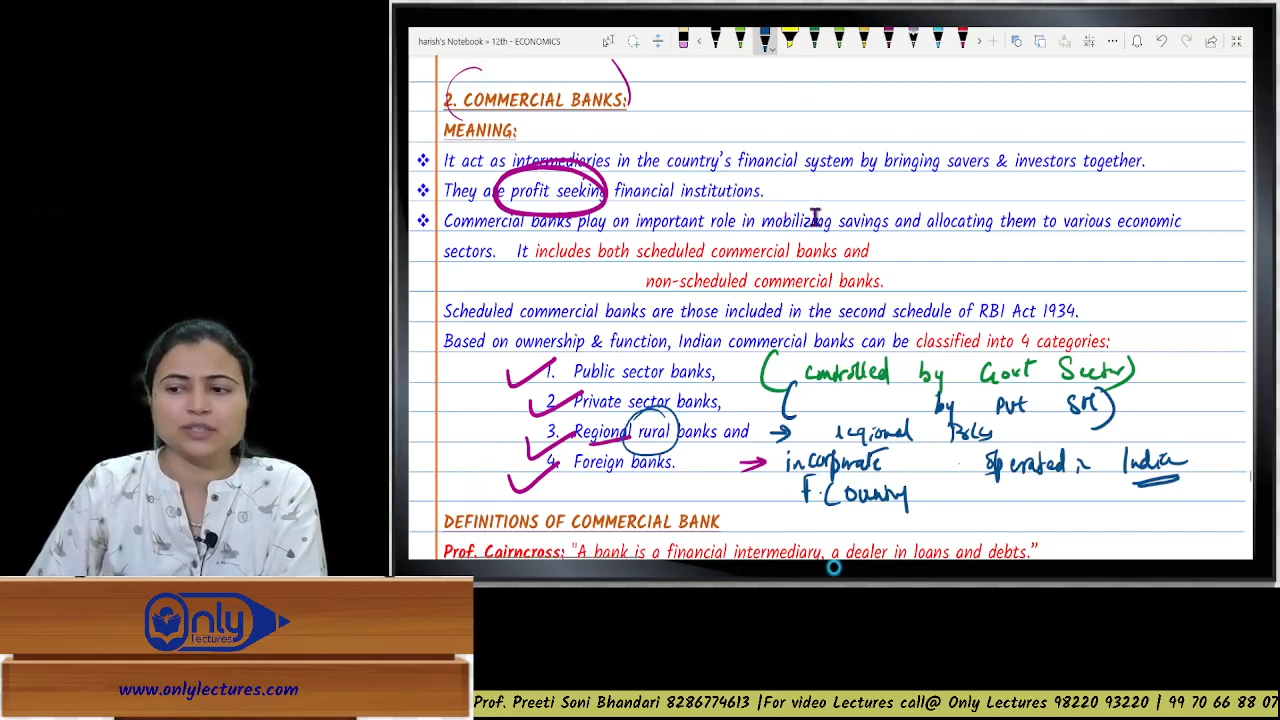 harish's Notebook » 12th - ECONOMICS
2. COMMERCIAL BANKS:
MEANING:
❖ It act as intermediaries in the country's financial system by bringing savers & investors together.
❖ They are profit seeking financial institutions.
❖ Commercial banks play on important role in mobilizing savings and allocating them to various economic
sectors. It includes both scheduled commercial banks and
non-scheduled commercial banks.
Scheduled commercial banks are those included in the second schedule of RBI Act 1934.
Based on ownership & function, Indian commercial banks can be classified into 4 categories:
1. Public sector banks, (controlled by Govt Sector)
2. Private sector banks, ( by pvt )
3. Regional rural banks and → regional
4. Foreign banks. → incorporate operated in India
F. Country
DEFINITIONS OF COMMERCIAL BANK
Prof. Cairncross: "A bank is a financial intermediary, a dealer in loans and debts."
Only
lectures
www.onlylectures.com
Prof. Preeti Soni Bhandari 8286774613 |For video Lectures call@ Only Lectures 98220 93220 | 99 70 66 88 07